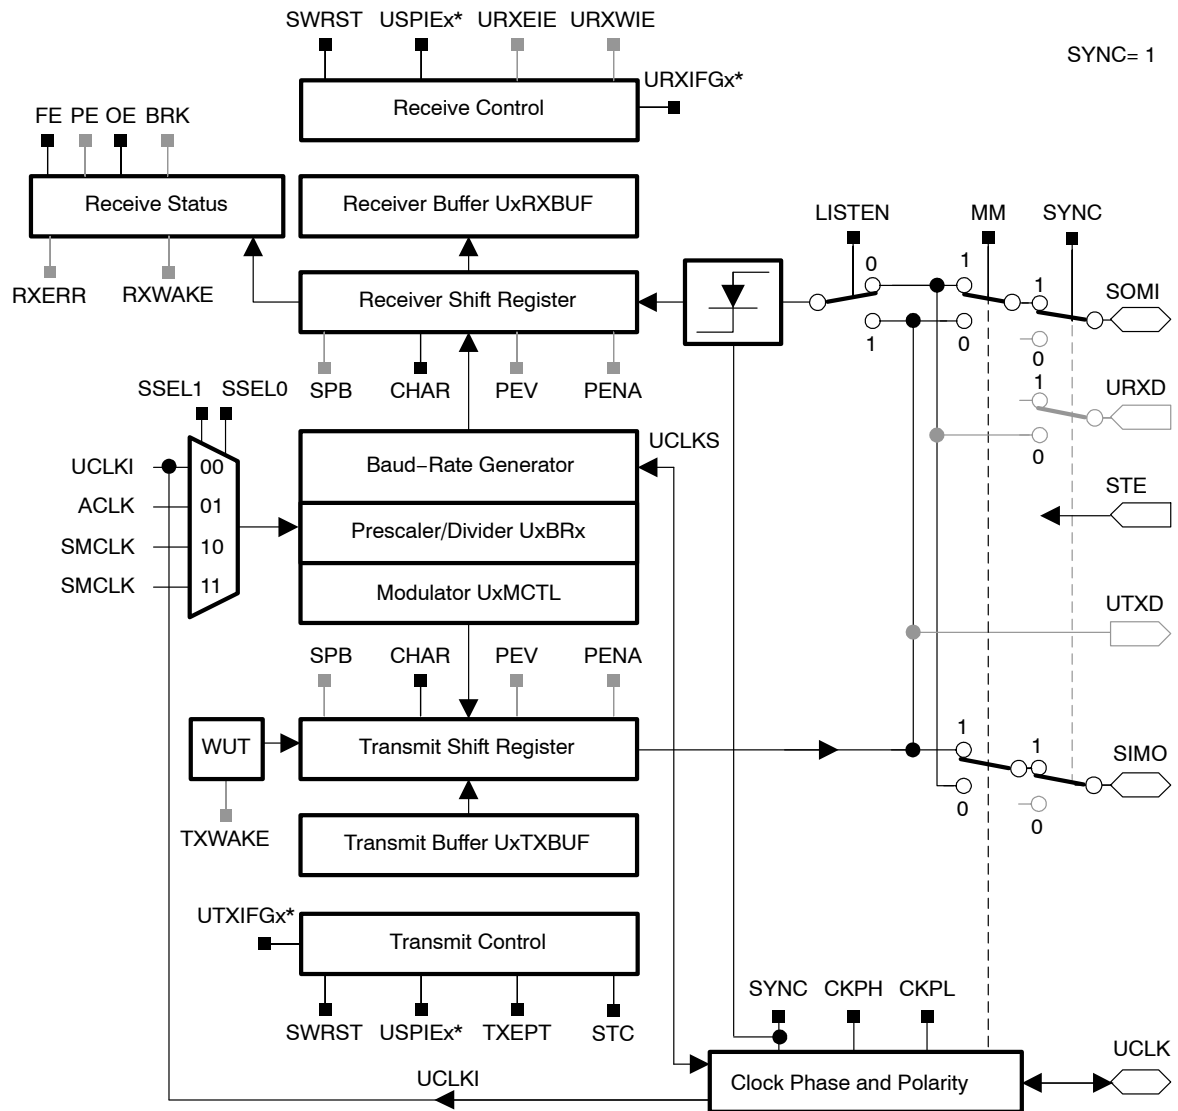 SWRST USPIEx* URXEIE URXWIE
SYNC= 1
URXIFGx*
Receive Control
FE PE OE BRK
Receive Status
Receiver Buffer UxRXBUF
LISTEN MM SYNC
RXERR RXWAKE
Receiver Shift Register
0 1 1
SOMI
1 0 0
SPB CHAR PEV PENA
SSEL1 SSEL0
1
URXD
0
UCLKS
UCLKI 00
Baud–Rate Generator
ACLK 01
STE
Prescaler/Divider UxBRx
SMCLK 10
SMCLK 11
Modulator UxMCTL
UTXD
SPB CHAR PEV PENA
WUT
Transmit Shift Register
1 1
SIMO
0 0
TXWAKE
Transmit Buffer UxTXBUF
UTXIFGx*
Transmit Control
SWRST USPIEx* TXEPT STC
SYNC CKPH CKPL
UCLK
UCLKI
Clock Phase and Polarity